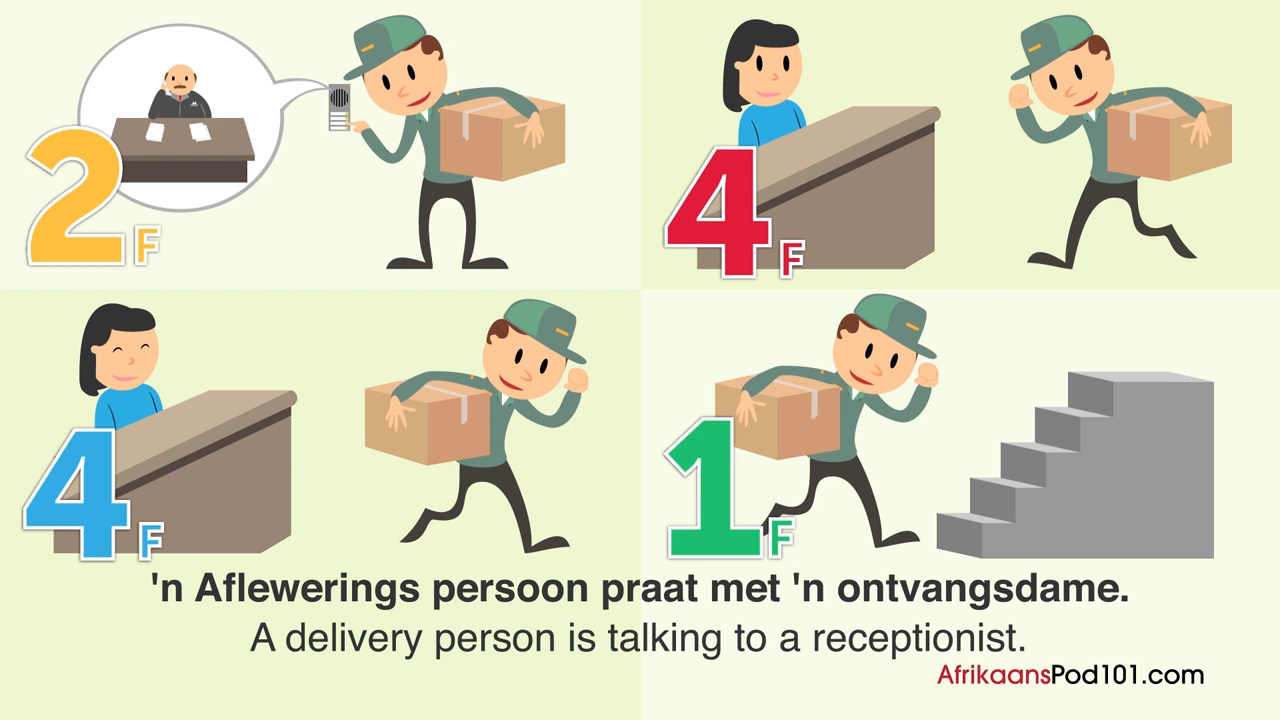 2F
4F
4F
1F
'n Aflewerings persoon praat met 'n ontvangsdame.
A delivery person is talking to a receptionist.
AfrikaansPod101.com